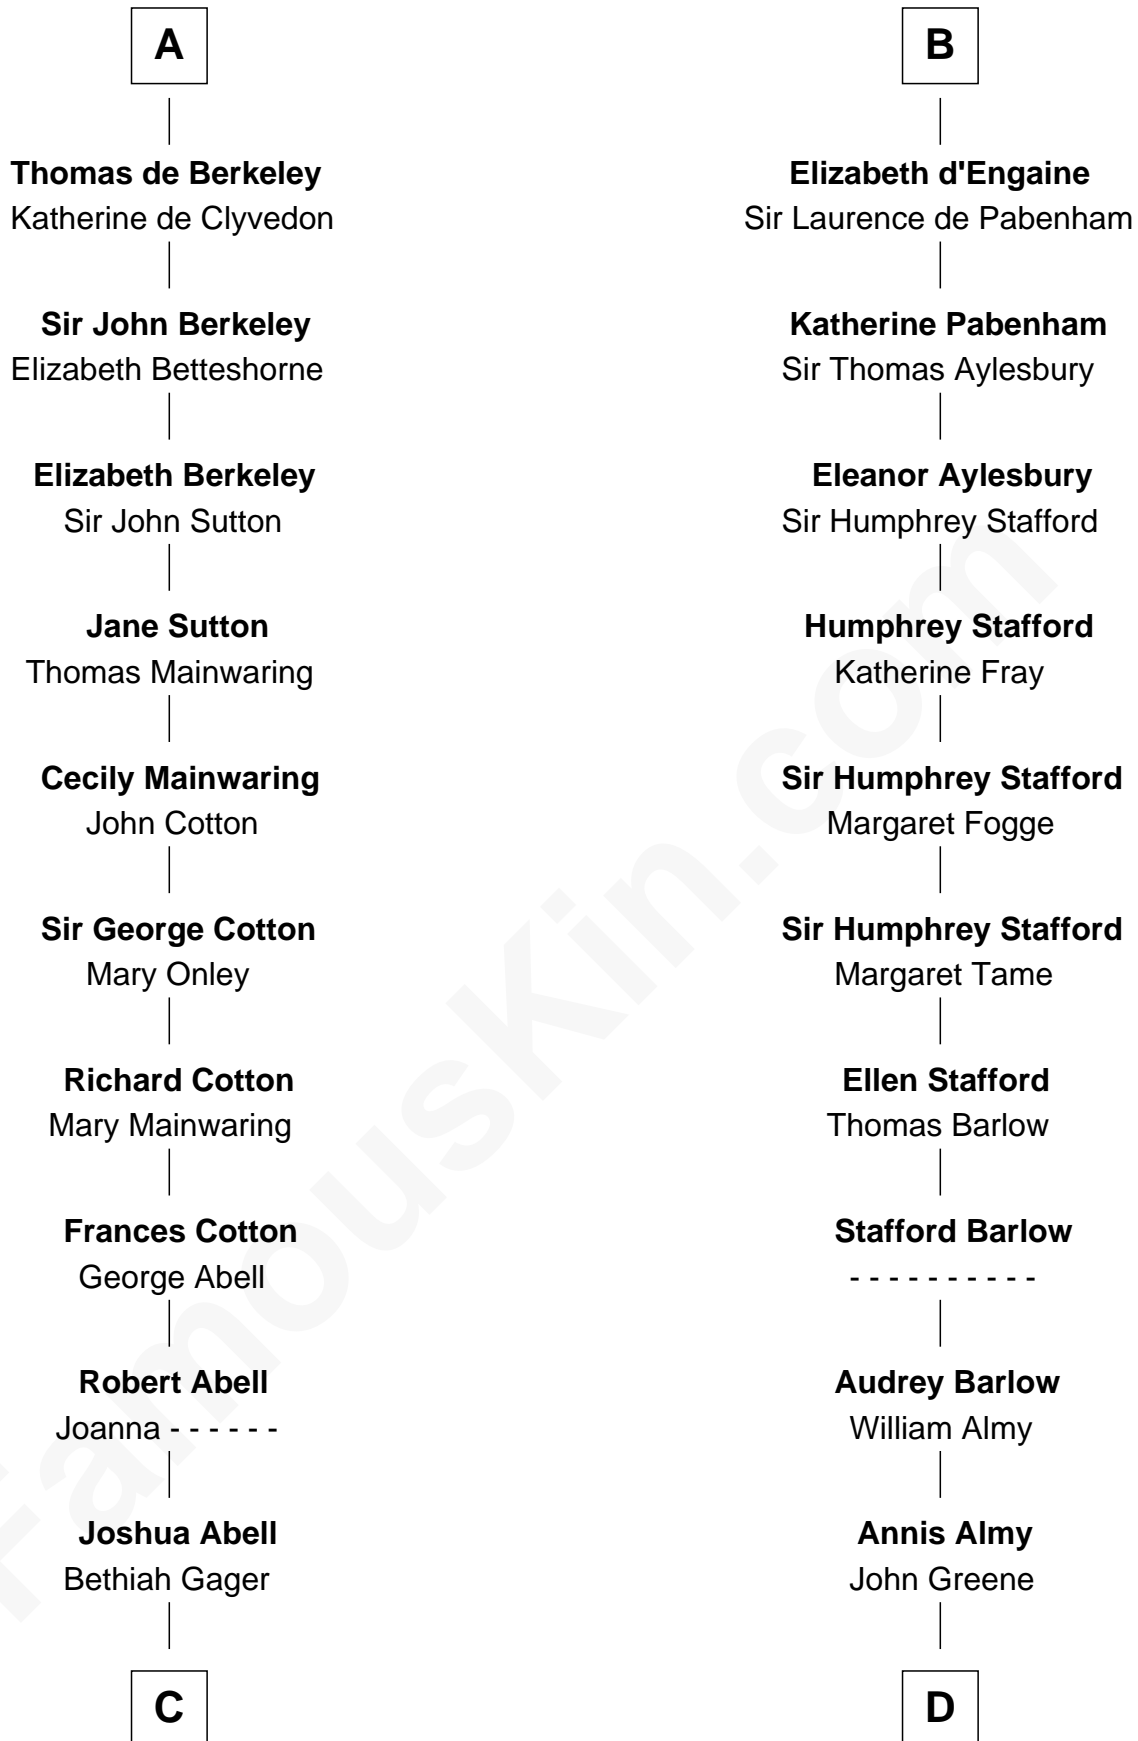 A
Thomas de Berkeley
Katherine de Clyvedon
Sir John Berkeley
Elizabeth Betteshorne
Elizabeth Berkeley
Sir John Sutton
Jane Sutton
Thomas Mainwaring
Cecily Mainwaring
John Cotton
Sir George Cotton
Mary Onley
Richard Cotton
Mary Mainwaring
Frances Cotton
George Abell
Robert Abell
Joanna - - - - - -
Joshua Abell
Bethiah Gager
C
B
Elizabeth d'Engaine
Sir Laurence de Pabenham
Katherine Pabenham
Sir Thomas Aylesbury
Eleanor Aylesbury
Sir Humphrey Stafford
Humphrey Stafford
Katherine Fray
Sir Humphrey Stafford
Margaret Fogge
Sir Humphrey Stafford
Margaret Tame
Ellen Stafford
Thomas Barlow
Stafford Barlow
- - - - - - - - - -
Audrey Barlow
William Almy
Annis Almy
John Greene
D
FamousKin.com